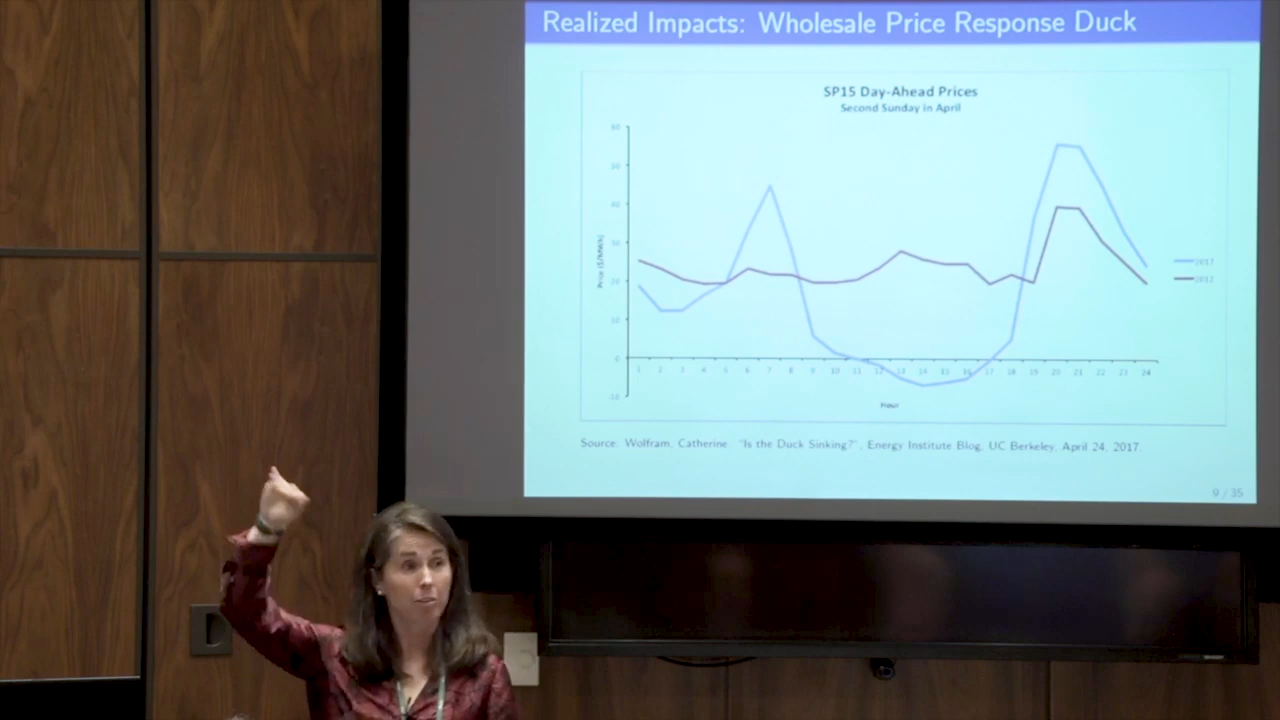 Realized Impacts: Wholesale Price Response Duck
SP15 Day-Ahead Prices
Second Sunday in April
60
50
40
30
20
10
0
-10
Price ($/MWh)
1 2 3 4 5 6 7 8 9 10 11 12 13 14 15 16 17 18 19 20 21 22 23 24
Hour
2017
2012
Source: Wolfram, Catherine. "Is the Duck Sinking?", Energy Institute Blog, UC Berkeley, April 24, 2017.
9 / 35